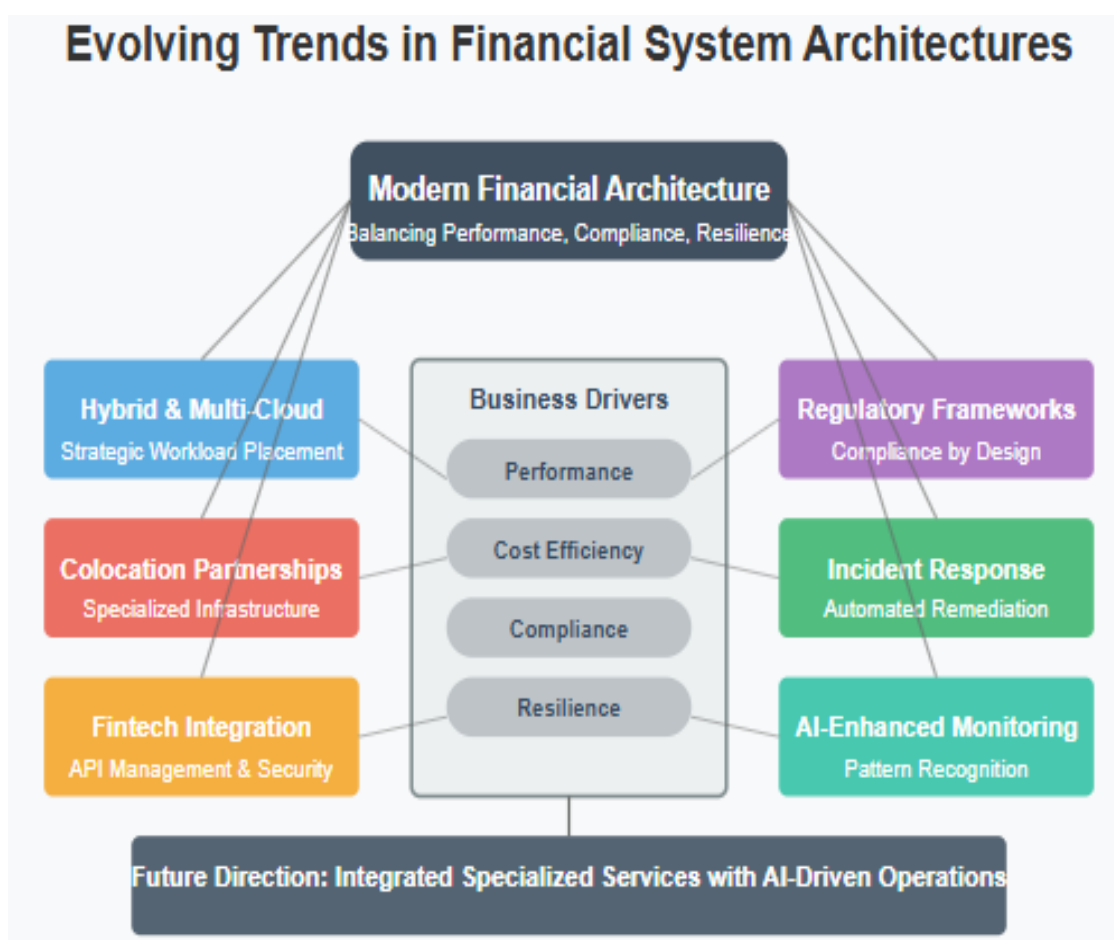 Evolving Trends in Financial System Architectures
Modern Financial Architecture
Balancing Performance, Compliance, Resilience
Hybrid & Multi-Cloud
Strategic Workload Placement
Colocation Partnerships
Specialized Infrastructure
Fintech Integration
API Management & Security
Business Drivers
Performance
Cost Efficiency
Compliance
Resilience
Regulatory Frameworks
Compliance by Design
Incident Response
Automated Remediation
AI-Enhanced Monitoring
Pattern Recognition
Future Direction: Integrated Specialized Services with AI-Driven Operations